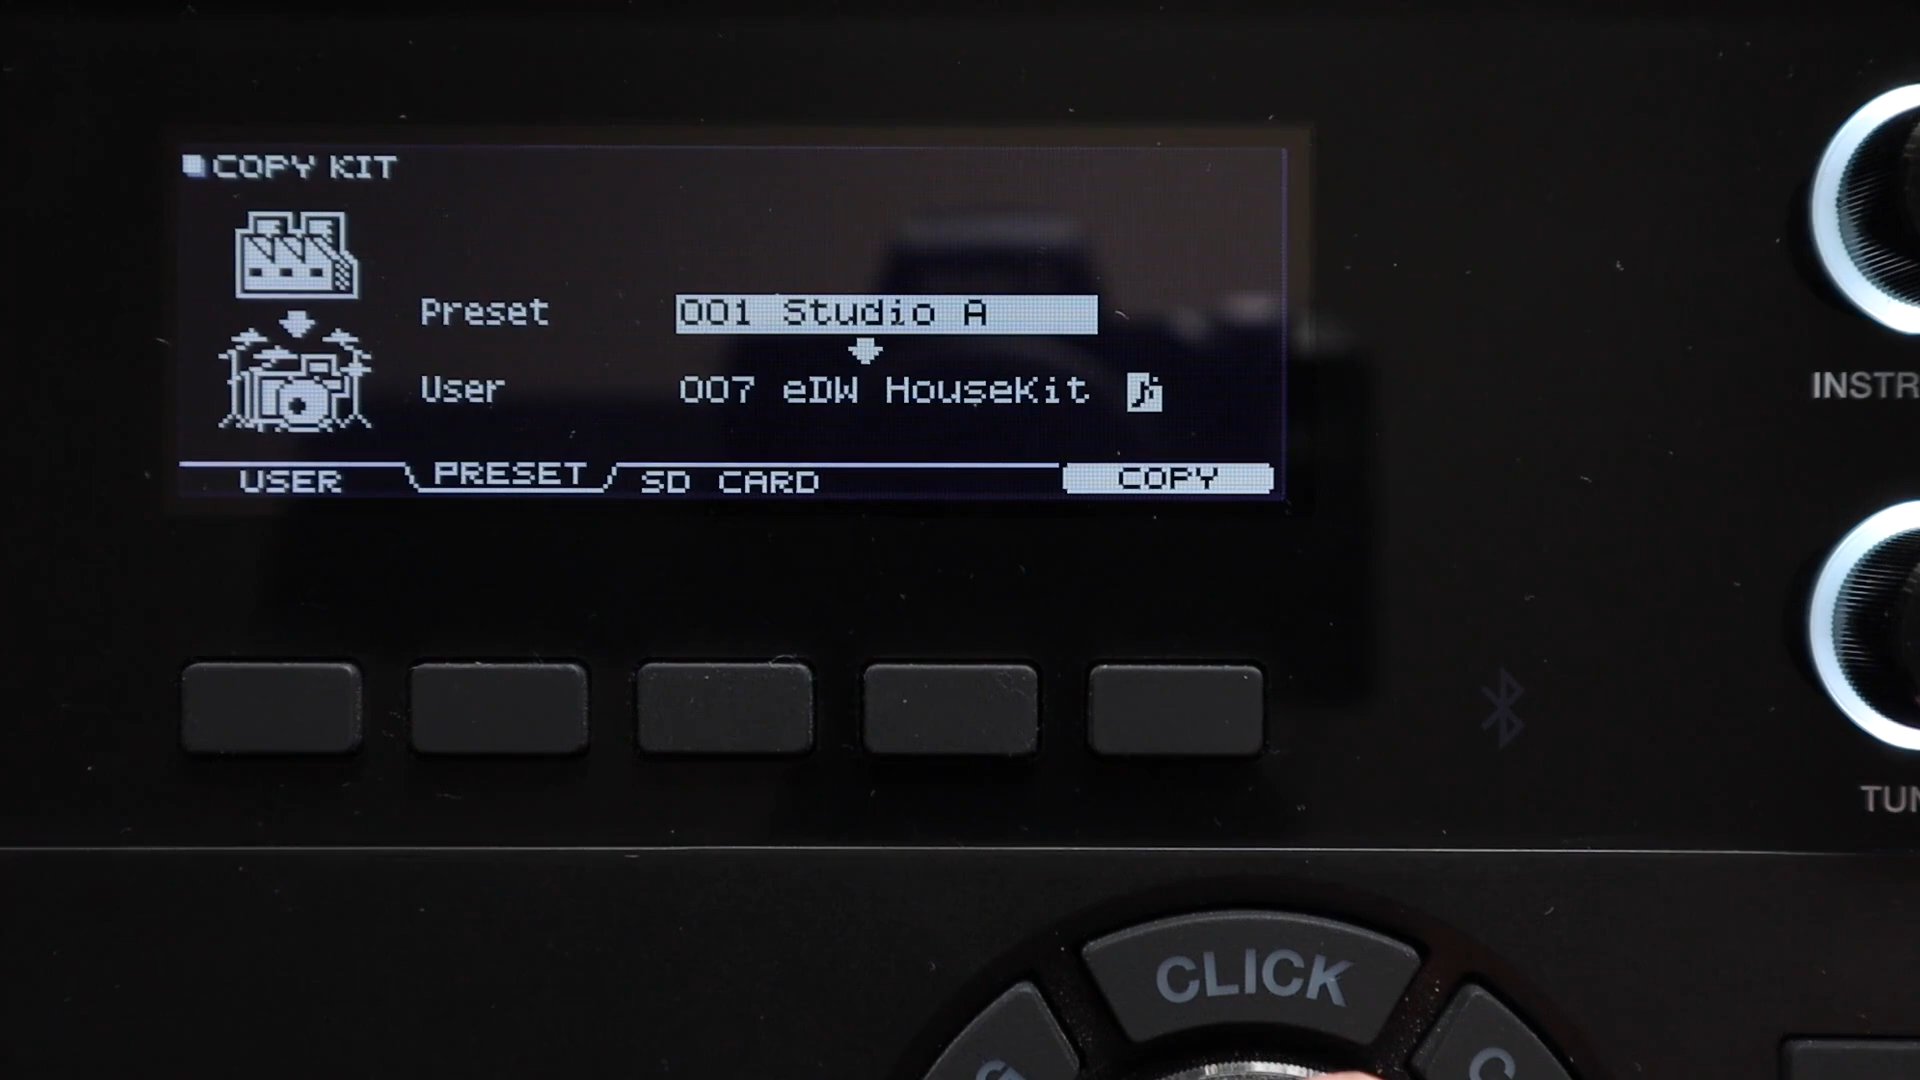 COPY KIT
Preset 001 Studio A
User 007 eDW HouseKit
USER PRESET SD CARD COPY
INSTR
TUN
CLICK